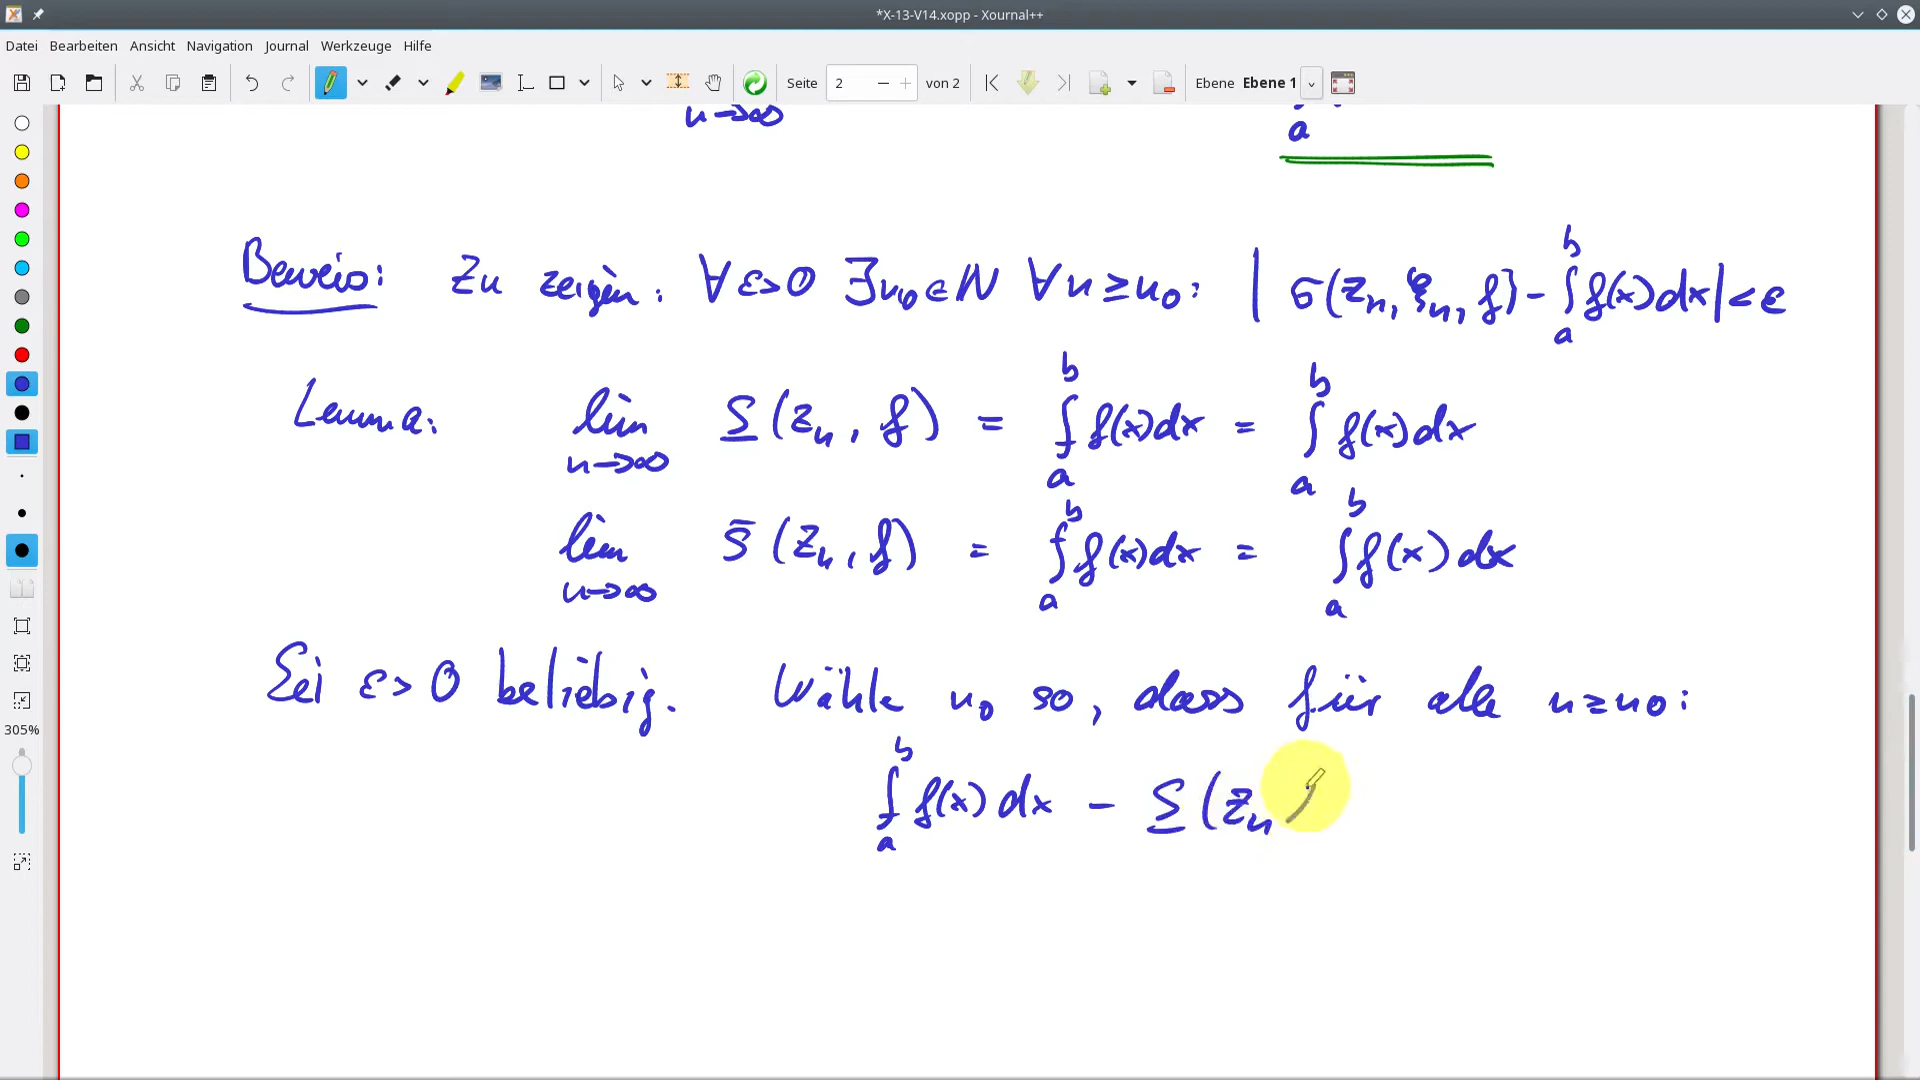 *X-13-V14.xopp - Xournal++
Datei Bearbeiten Ansicht Navigation Journal Werkzeuge Hilfe
Seite 2 von 2 Ebene Ebene 1
n→∞ a
Beweis: Zu zeigen: ∀ε>0 ∃n₀∈ℕ ∀n≥n₀: | σ(Zₙ, ξₙ, f) - ∫ₐᵇ f(x)dx | < ε
Lemma: lim_{n→∞} S̲(Zₙ, f) = ∫̲ₐᵇ f(x)dx = ∫ₐᵇ f(x)dx
lim_{n→∞} S̄(Zₙ, f) = ∫̄ₐᵇ f(x)dx = ∫ₐᵇ f(x)dx
Sei ε>0 beliebig. Wähle n₀ so, dass für alle n≥n₀:
∫̲ₐᵇ f(x)dx - S̲(Zₙ)
305%